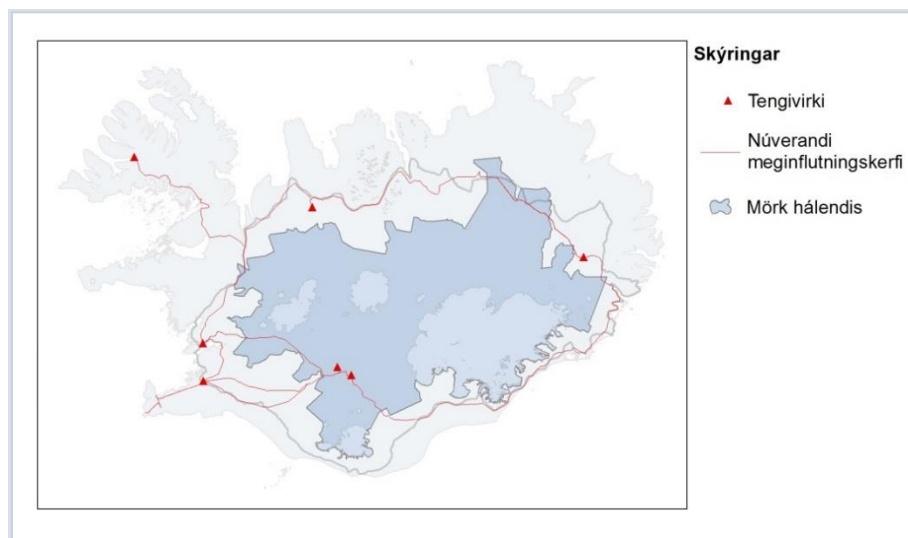 Skýringar
Tengivirki
Núverandi
meginflutningskerfi
Mörk hálendis